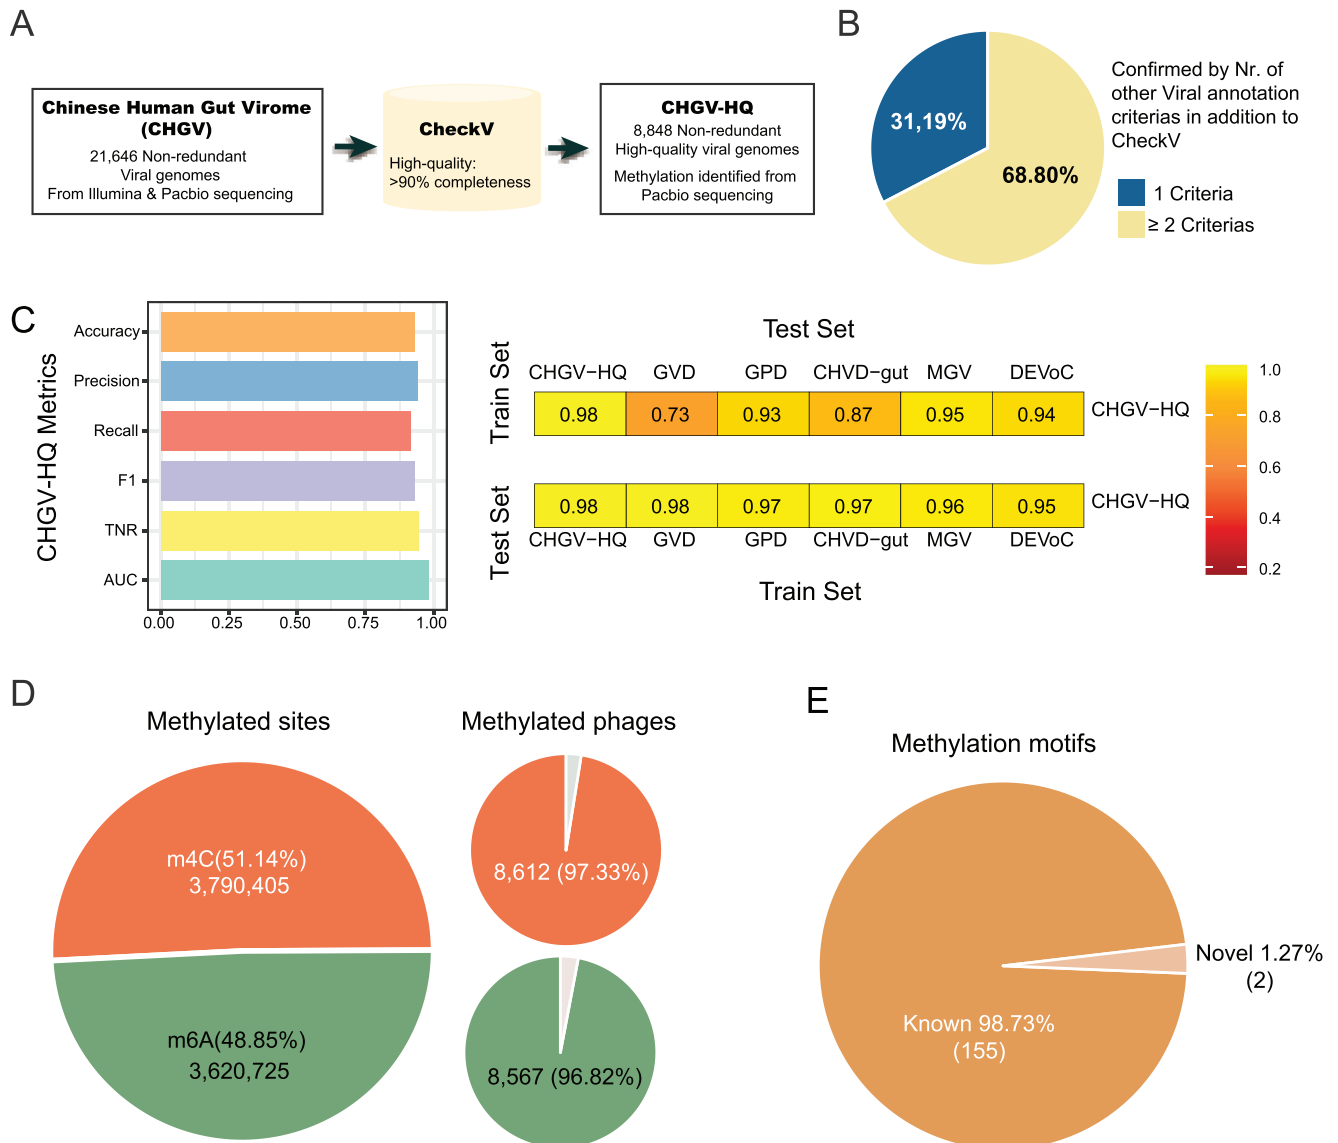 A
Chinese Human Gut Virome
(CHGV)
21,646 Non-redundant
Viral genomes
From Illumina & Pacbio sequencing
CheckV
High-quality:
>90% completeness
CHGV-HQ
8,848 Non-redundant
High-quality viral genomes
Methylation identified from
Pacbio sequencing
B
31,19%
68.80%
Confirmed by Nr. of
other Viral annotation
criterias in addition to
CheckV
1 Criteria
≥ 2 Criterias
C
CHGV-HQ Metrics
Accuracy
Precision
Recall
F1
TNR
AUC
0.00 0.25 0.50 0.75 1.00
Test Set
Train Set
CHGV−HQ GVD GPD CHVD−gut MGV DEVoC
0.98 0.73 0.93 0.87 0.95 0.94 CHGV−HQ
Test Set
0.98 0.98 0.97 0.97 0.96 0.95 CHGV−HQ
CHGV−HQ GVD GPD CHVD−gut MGV DEVoC
Train Set
1.0
0.8
0.6
0.4
0.2
D
Methylated sites
m4C(51.14%)
3,790,405
m6A(48.85%)
3,620,725
Methylated phages
8,612 (97.33%)
8,567 (96.82%)
E
Methylation motifs
Novel 1.27%
(2)
Known 98.73%
(155)